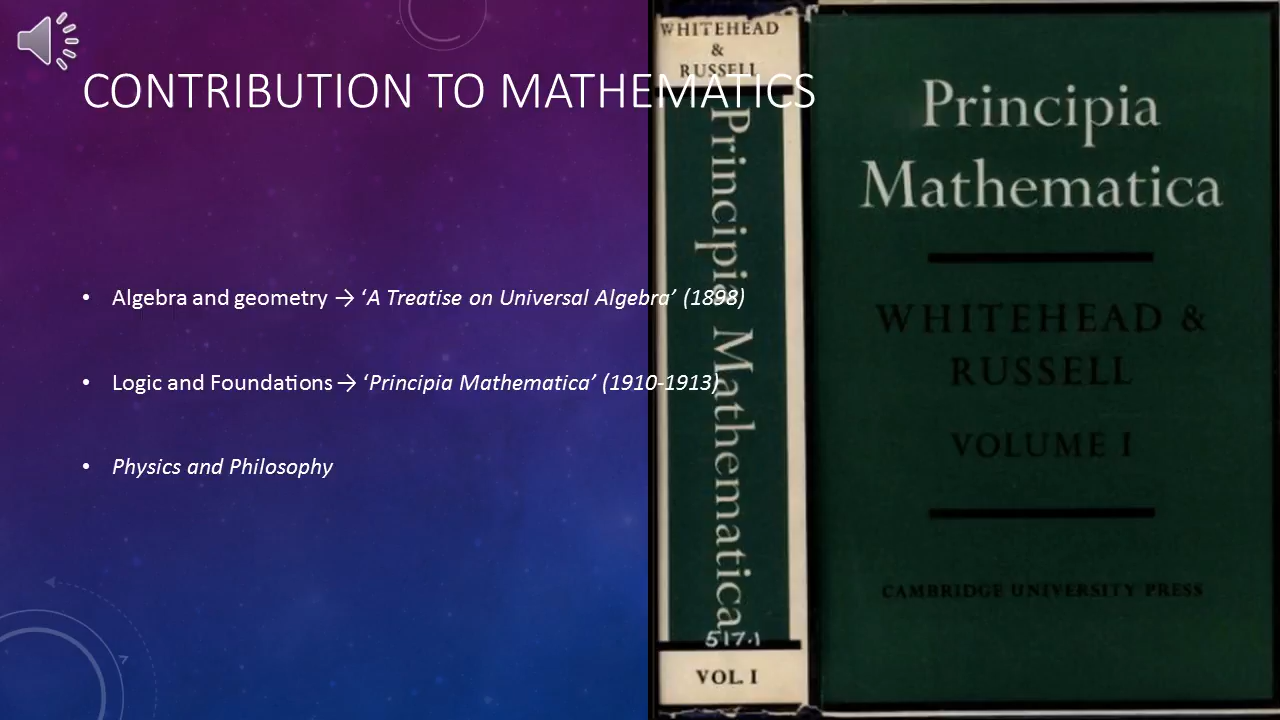 CONTRIBUTION TO MATHEMATICS
• Algebra and geometry → ‘A Treatise on Universal Algebra’ (1898)
• Logic and Foundations → ‘Principia Mathematica’ (1910-1913)
• Physics and Philosophy
WHITEHEAD
&
RUSSELL
Principia Mathematica
517.1
VOL. I
Principia
Mathematica
WHITEHEAD &
RUSSELL
VOLUME I
CAMBRIDGE UNIVERSITY PRESS